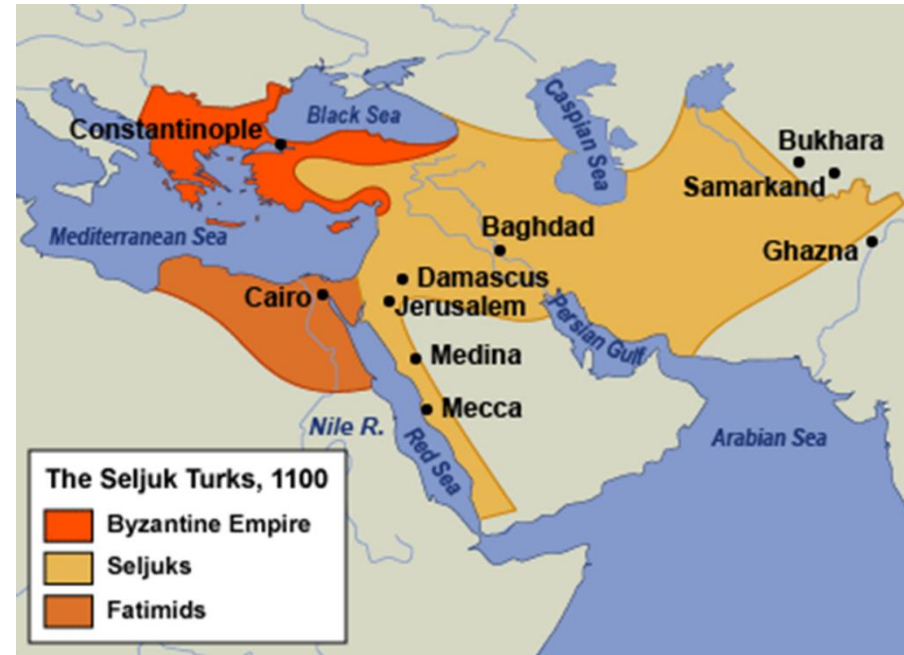 Black Sea
Constantinople
Caspian Sea
Bukhara
Samarkand
Mediterranean Sea
Baghdad
Ghazna
Damascus
Cairo
Jerusalem
Persian Gulf
Medina
Mecca
Nile R.
Red Sea
Arabian Sea
The Seljuk Turks, 1100
Byzantine Empire
Seljuks
Fatimids